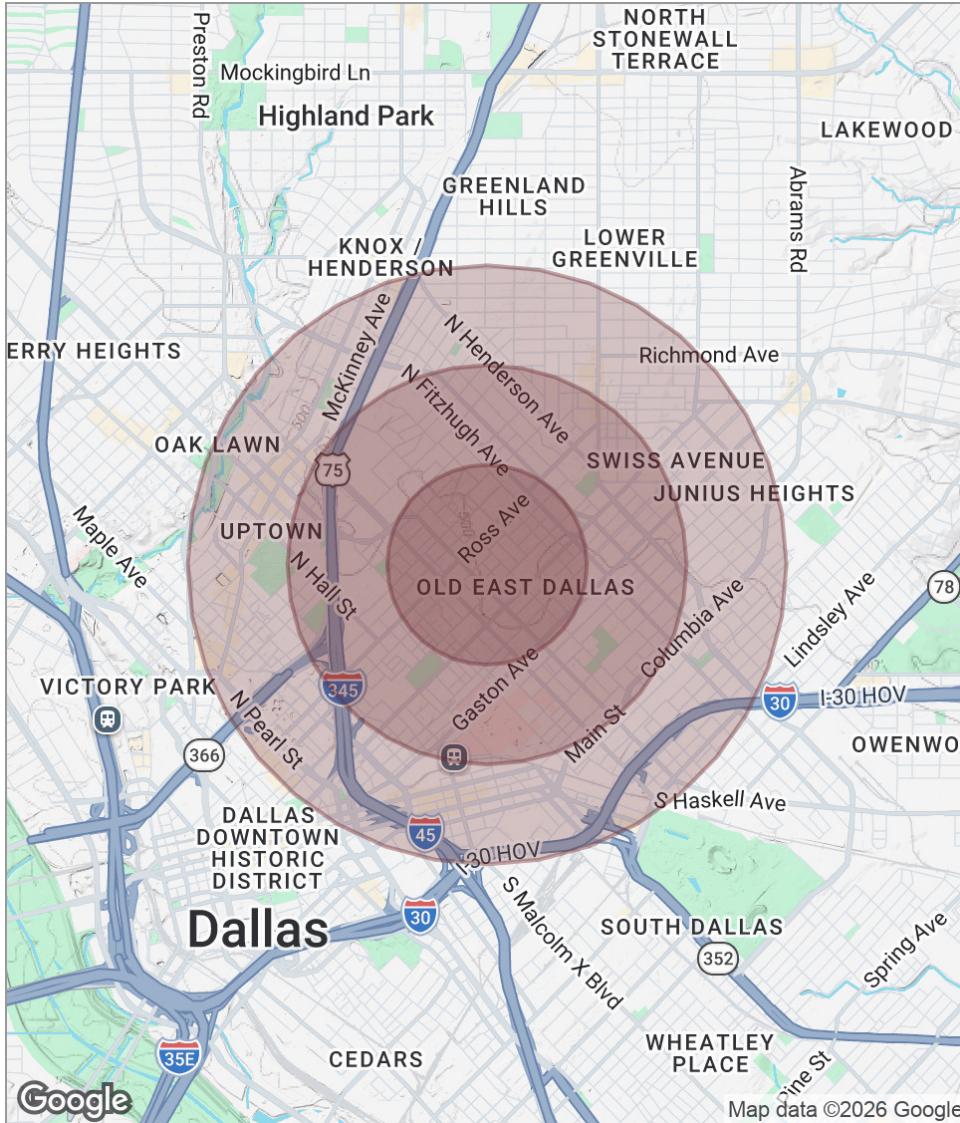 NORTH
STONEWALL
TERRACE
Preston Rd
Mockingbird Ln
Highland Park
LAKEWOOD
GREENLAND
HILLS
Abrams Rd
KNOX /
HENDERSON
LOWER
GREENVILLE
McKinney Ave
N Henderson Ave
ERRY HEIGHTS
Richmond Ave
N Fitzhugh Ave
500
OAK LAWN
75
SWISS AVENUE
JUNIUS HEIGHTS
Maple Ave
UPTOWN
500
Ross Ave
N Hall St
OLD EAST DALLAS
78
Columbia Ave
Lindsley Ave
VICTORY PARK
345
Gaston Ave
30
I-30 HOV
N Pearl St
366
Main St
OWENWO
S Haskell Ave
DALLAS
DOWNTOWN
HISTORIC
DISTRICT
45
I-30 HOV
30
Dallas
S Malcolm X Blvd
SOUTH DALLAS
352
Spring Ave
35E
CEDARS
WHEATLEY
PLACE
Pine St
Google
Map data ©2026 Google